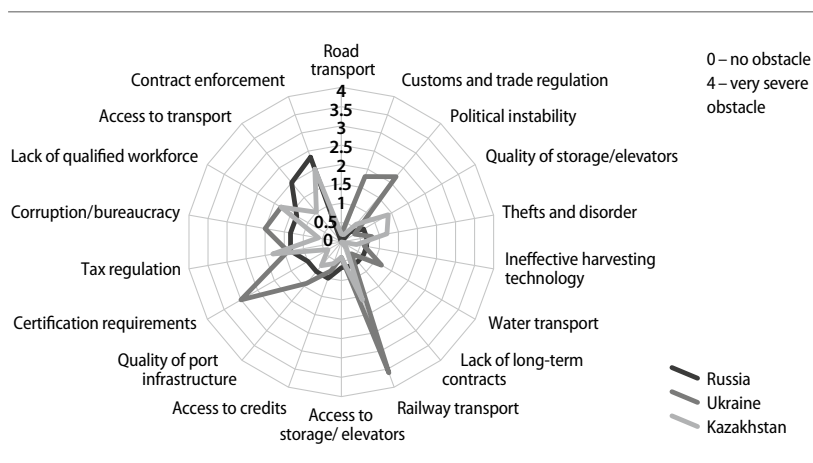 Road
transport
Customs and trade regulation
Political instability
Quality of storage/elevators
Thefts and disorder
Ineffective harvesting
technology
Water transport
Lack of long-term
contracts
Railway transport
Access to
storage/ elevators
Access to credits
Quality of port
infrastructure
Certification requirements
Tax regulation
Corruption/bureaucracy
Lack of qualified workforce
Access to transport
Contract enforcement
4
3.5
3
2.5
2
1.5
1
0.5
0
0 – no obstacle
4 – very severe
obstacle
Russia
Ukraine
Kazakhstan